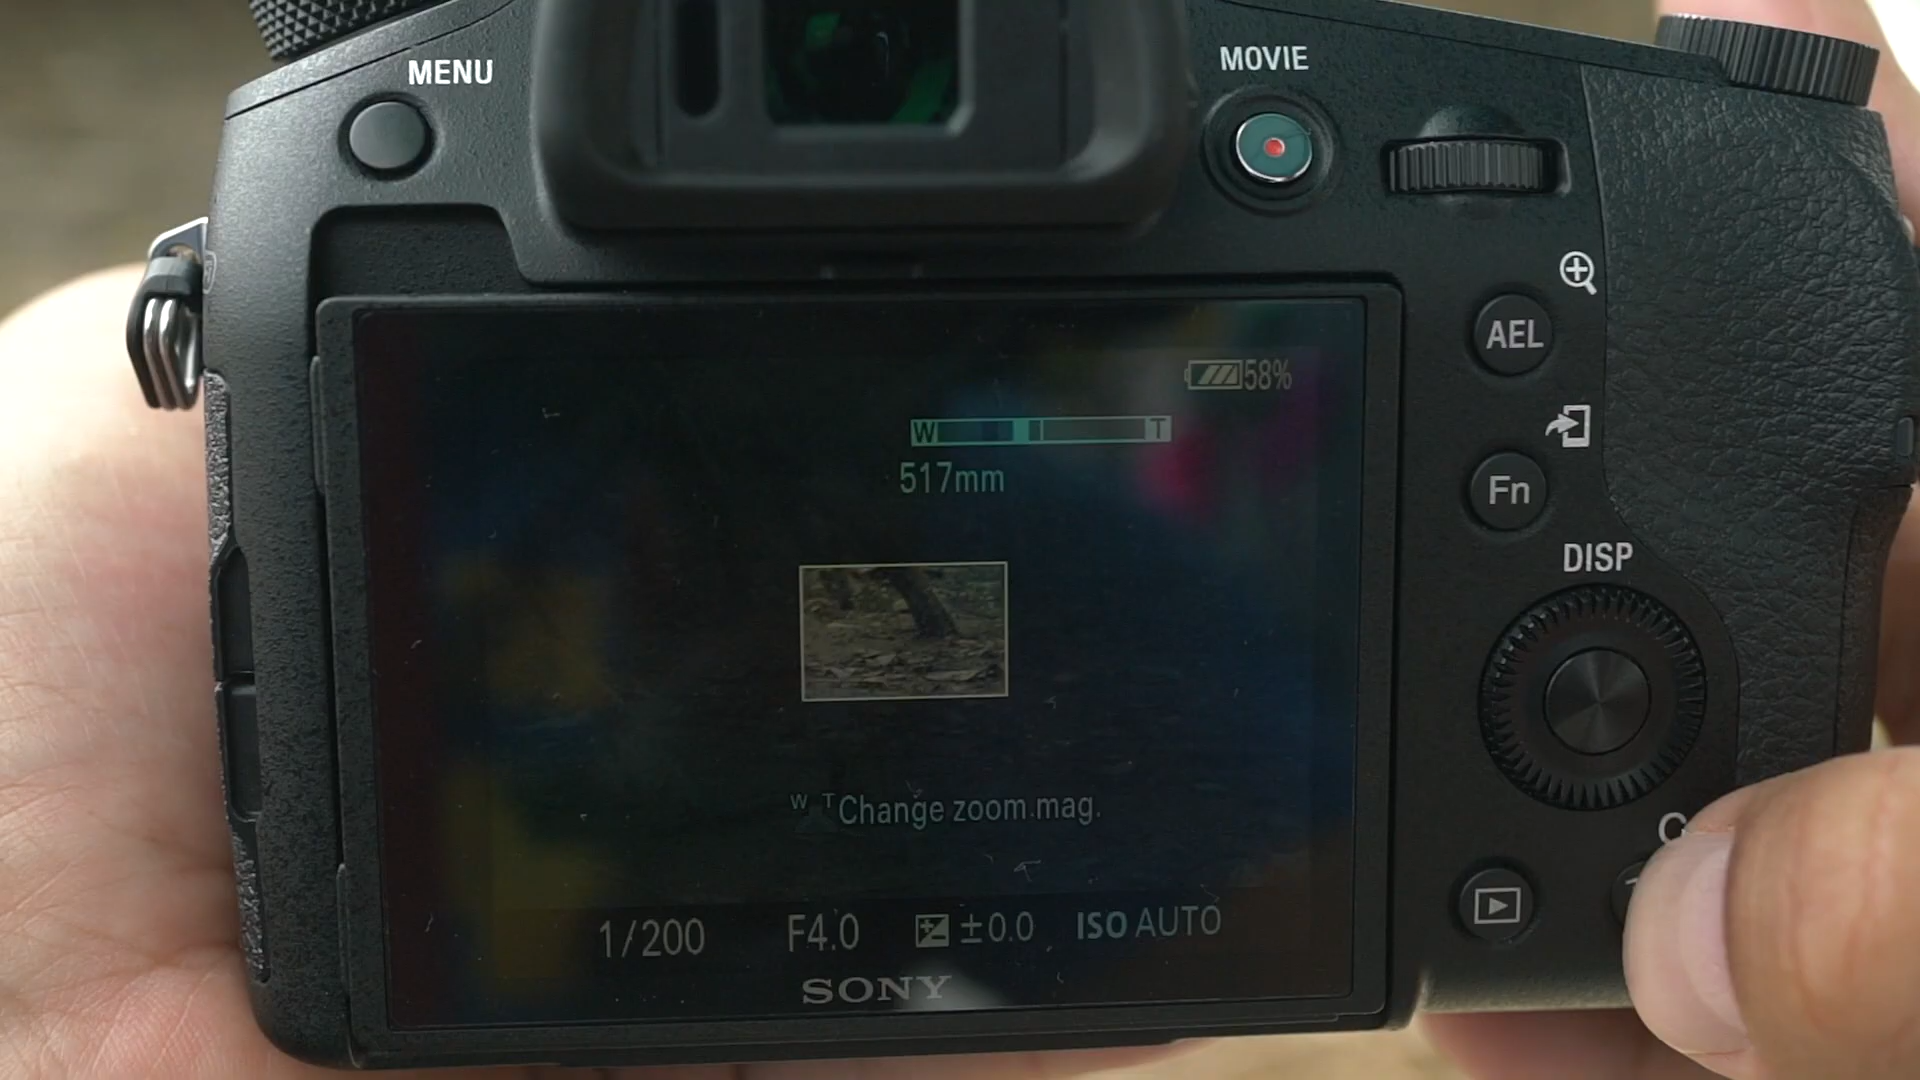 MENU
MOVIE
AEL
58%
W T
517mm
Fn
DISP
W T Change zoom mag.
1/200 F4.0 ±0.0 ISO AUTO
SONY